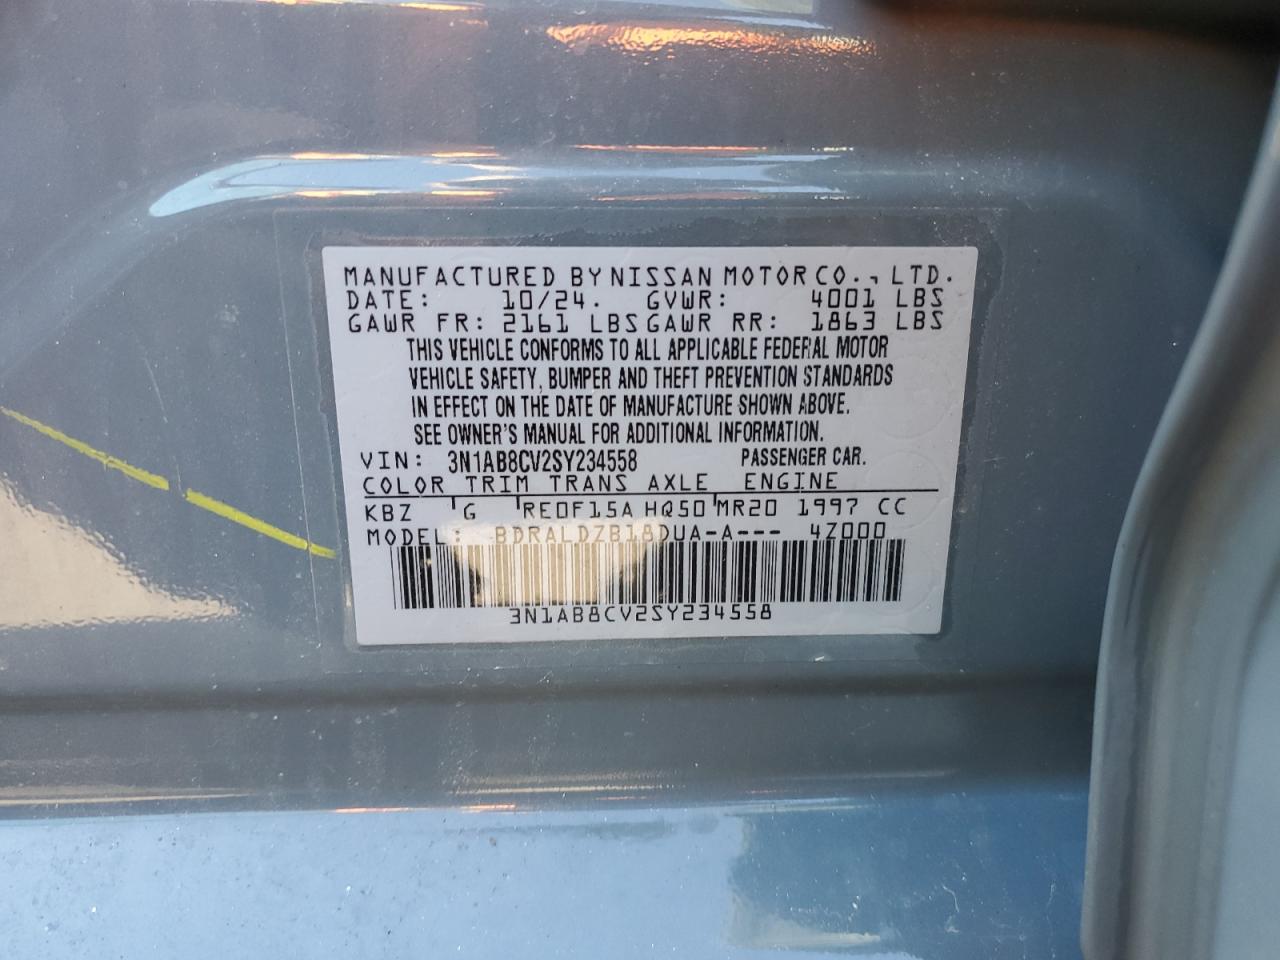 MANUFACTURED BY NISSAN MOTOR CO., LTD.
DATE: 10/24. GVWR: 4001 LBS
GAWR FR: 2161 LBS GAWR RR: 1863 LBS
THIS VEHICLE CONFORMS TO ALL APPLICABLE FEDERAL MOTOR
VEHICLE SAFETY, BUMPER AND THEFT PREVENTION STANDARDS
IN EFFECT ON THE DATE OF MANUFACTURE SHOWN ABOVE.
SEE OWNER'S MANUAL FOR ADDITIONAL INFORMATION.
VIN: 3N1AB8CV2SY234558 PASSENGER CAR.
COLOR TRIM TRANS AXLE ENGINE
KBZ G RE0F15A HQ50 MR20 1997 CC
MODEL: BDRALDZB18DUA-A--- 4Z000
3N1AB8CV2SY234558